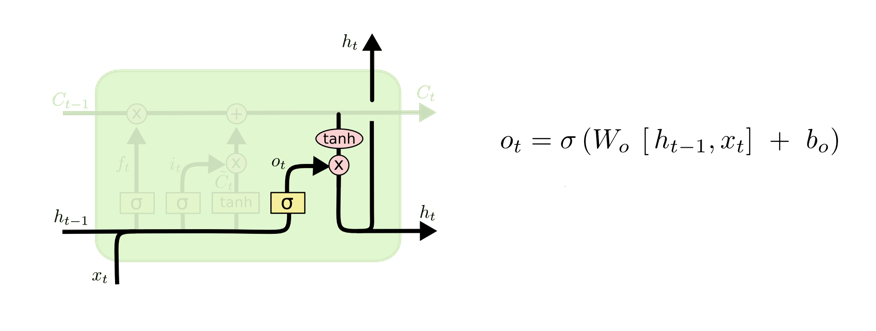 h_t
C_{t-1}
C_t
x
+
tanh
f_t
i_t
x
o_t
x
C̃_t
σ
σ
tanh
σ
h_{t-1}
h_t
x_t
o_t = σ (W_o [h_{t-1}, x_t] + b_o)